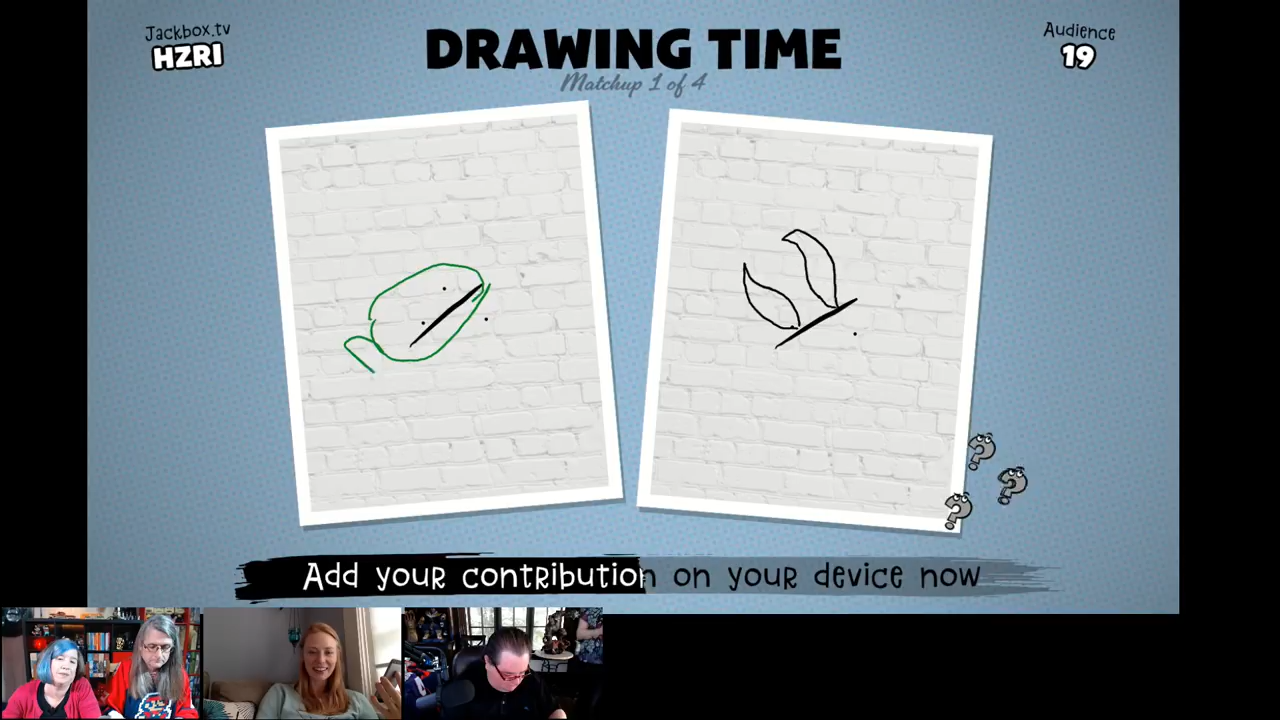 Jackbox.tv
HZRI
DRAWING TIME
Matchup 1 of 4
Audience
19
Add your contribution on your device now